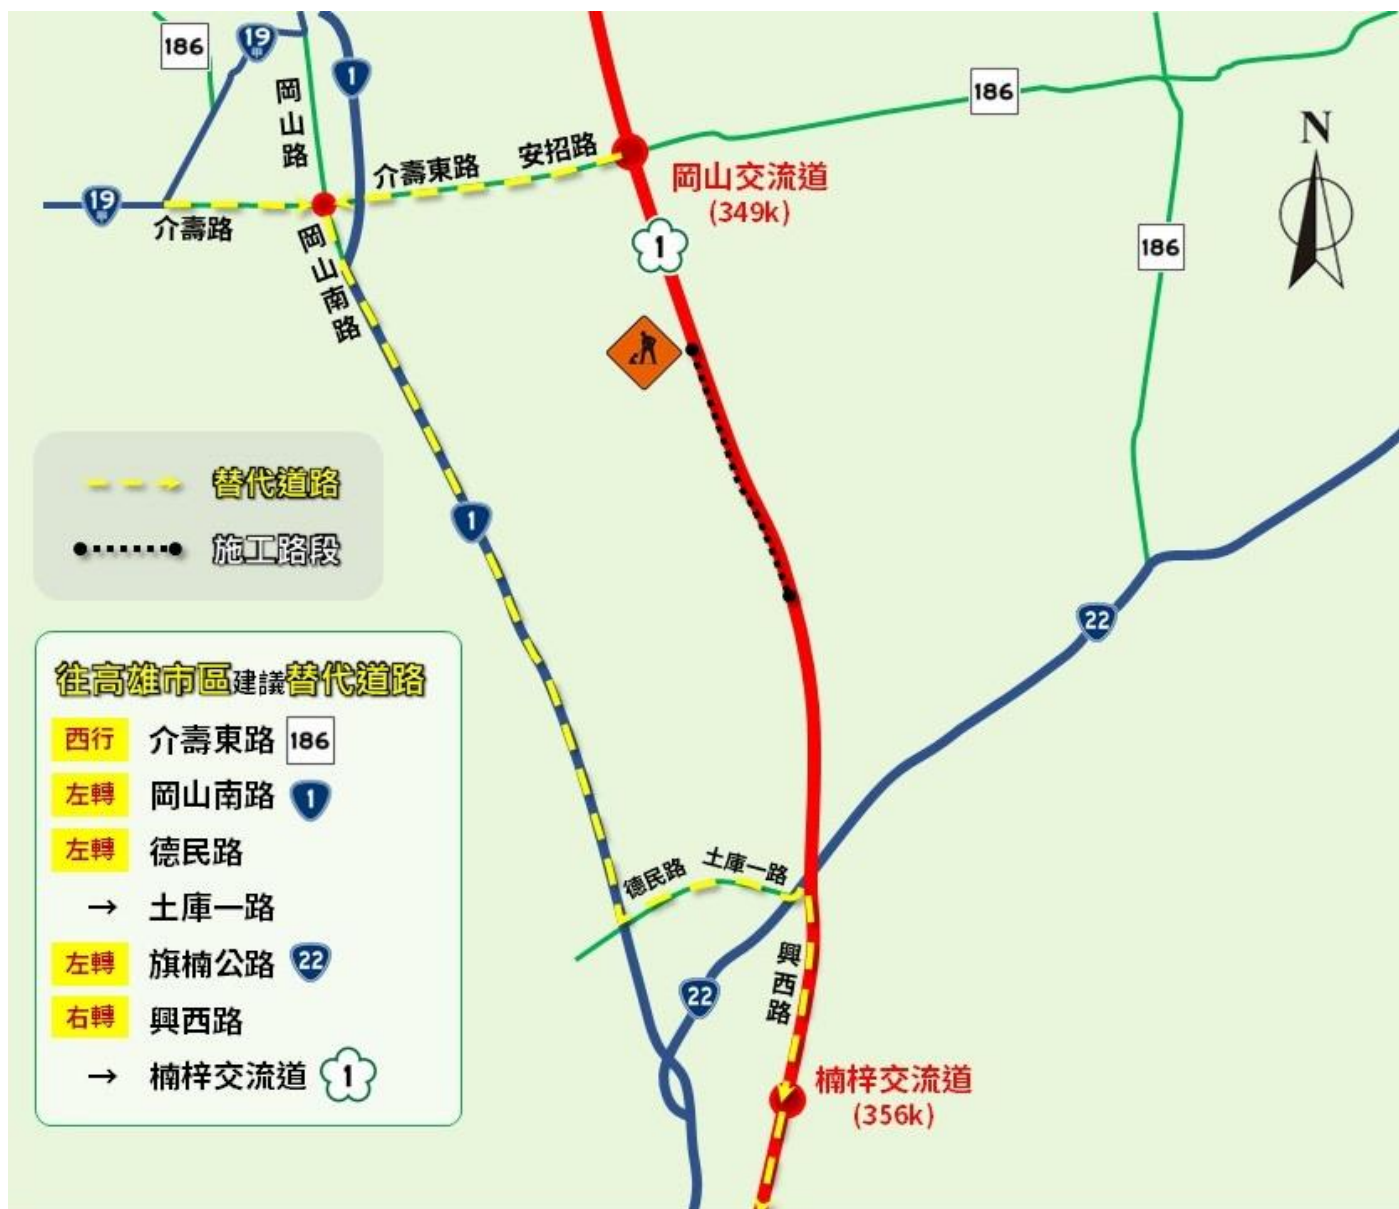 186
19
甲
1
岡山路
186
N
介壽東路
安招路
岡山交流道
(349k)
19
甲
介壽路
岡山南路
1
186
替代道路
1
施工路段
22
往高雄市區建議替代道路
西行 介壽東路 186
左轉 岡山南路 1
左轉 德民路
→ 土庫一路
左轉 旗楠公路 22
右轉 興西路
→ 楠梓交流道 1
德民路
土庫一路
興西路
22
楠梓交流道
(356k)